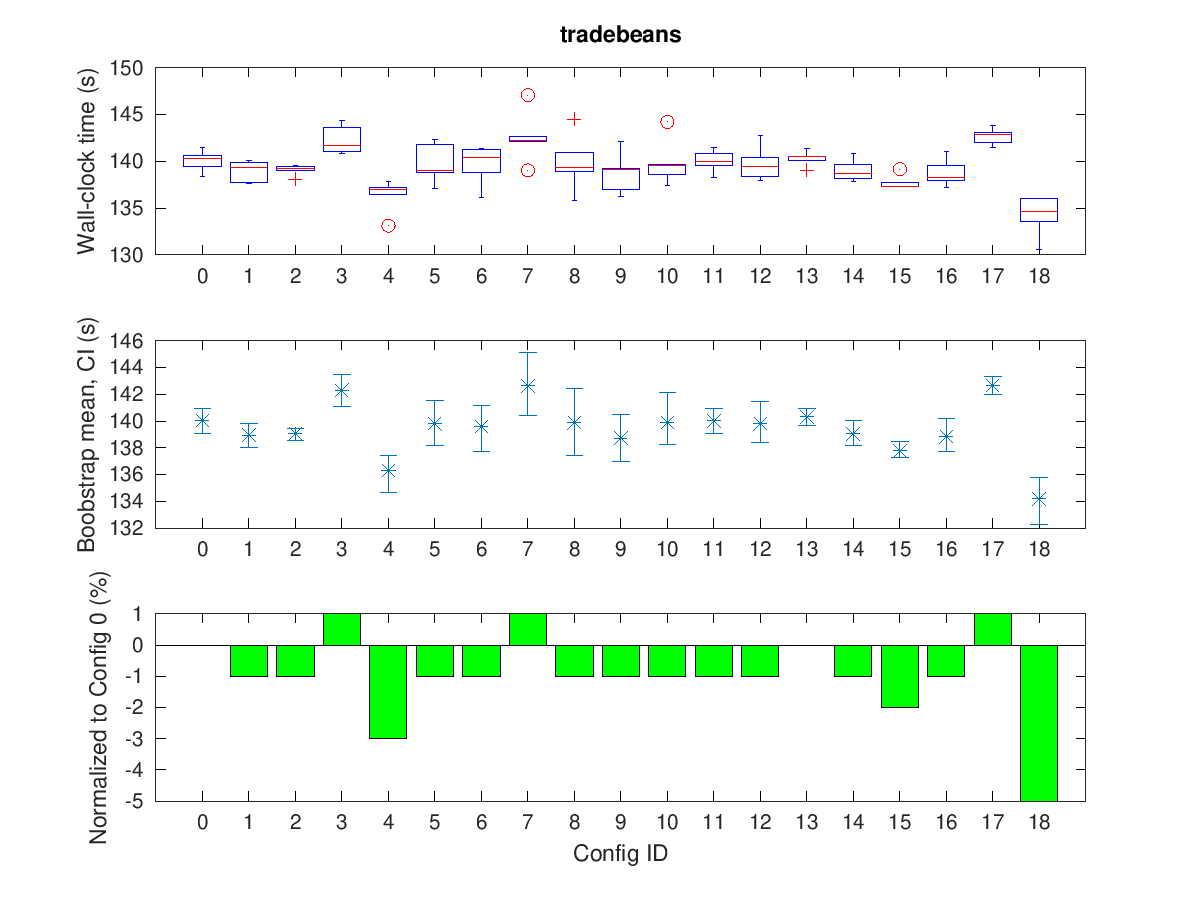 tradebeans
Wall-clock time (s)
150
145
140
135
130
0 1 2 3 4 5 6 7 8 9 10 11 12 13 14 15 16 17 18
Boobstrap mean, CI (s)
146
144
142
140
138
136
134
132
0 1 2 3 4 5 6 7 8 9 10 11 12 13 14 15 16 17 18
Normalized to Config 0 (%)
1
0
-1
-2
-3
-4
-5
0 1 2 3 4 5 6 7 8 9 10 11 12 13 14 15 16 17 18
Config ID